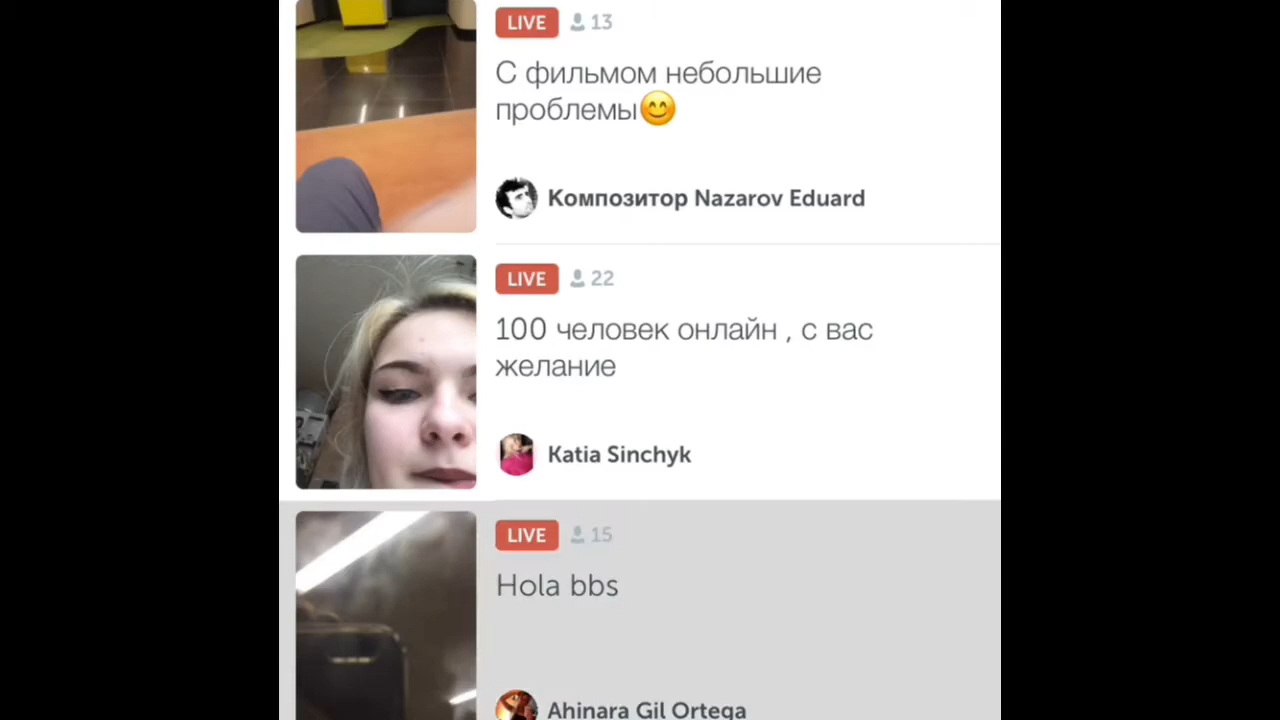 LIVE 13
С фильмом небольшие
проблемы😊
Композитор Nazarov Eduard
LIVE 22
100 человек онлайн , с вас
желание
Katia Sinchyk
LIVE 15
Hola bbs
Ahinara Gil Ortega